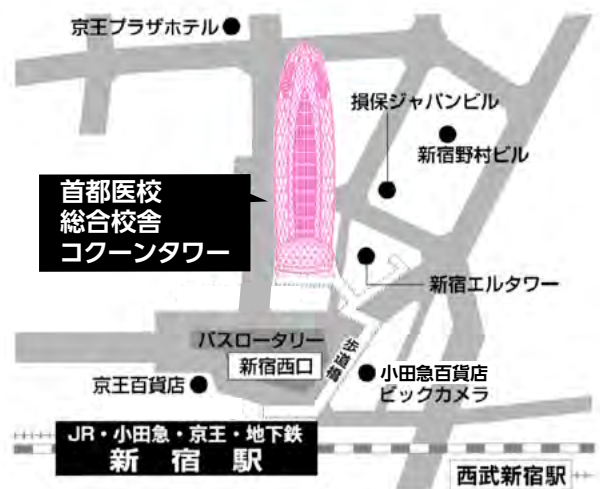 京王プラザホテル
損保ジャパンビル
新宿野村ビル
首都医校
総合校舎
コクーンタワー
新宿エルタワー
バスロータリー
新宿西口
歩道橋
小田急百貨店
ビックカメラ
京王百貨店
JR・小田急・京王・地下鉄
新宿駅
西武新宿駅